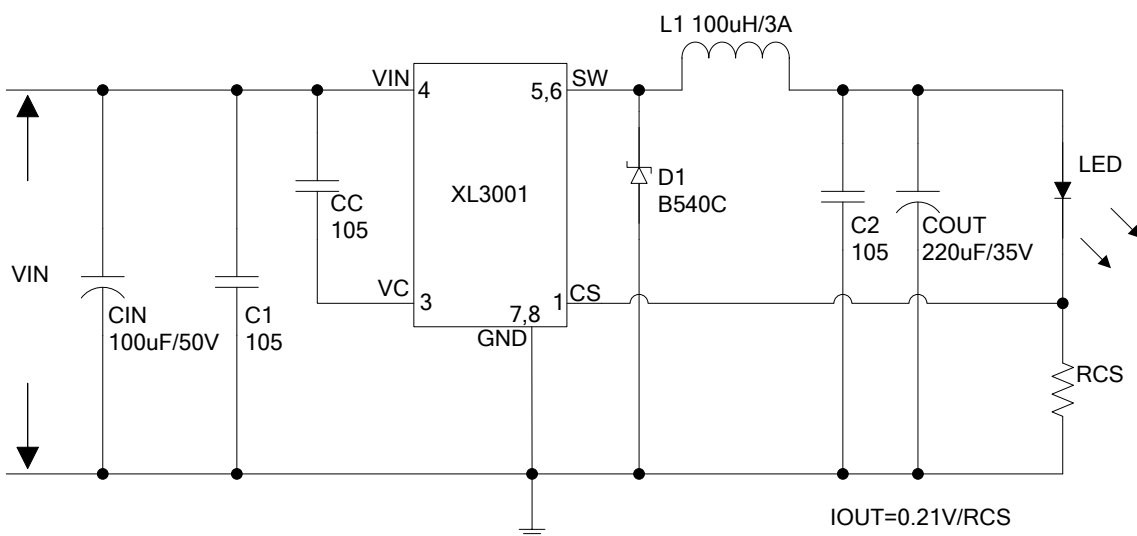 L1 100uH/3A
VIN
4
5,6
SW
LED
XL3001
D1
B540C
CC
105
C2
105
COUT
220uF/35V
VIN
VC
3
1
CS
7,8
GND
CIN
100uF/50V
C1
105
RCS
IOUT=0.21V/RCS